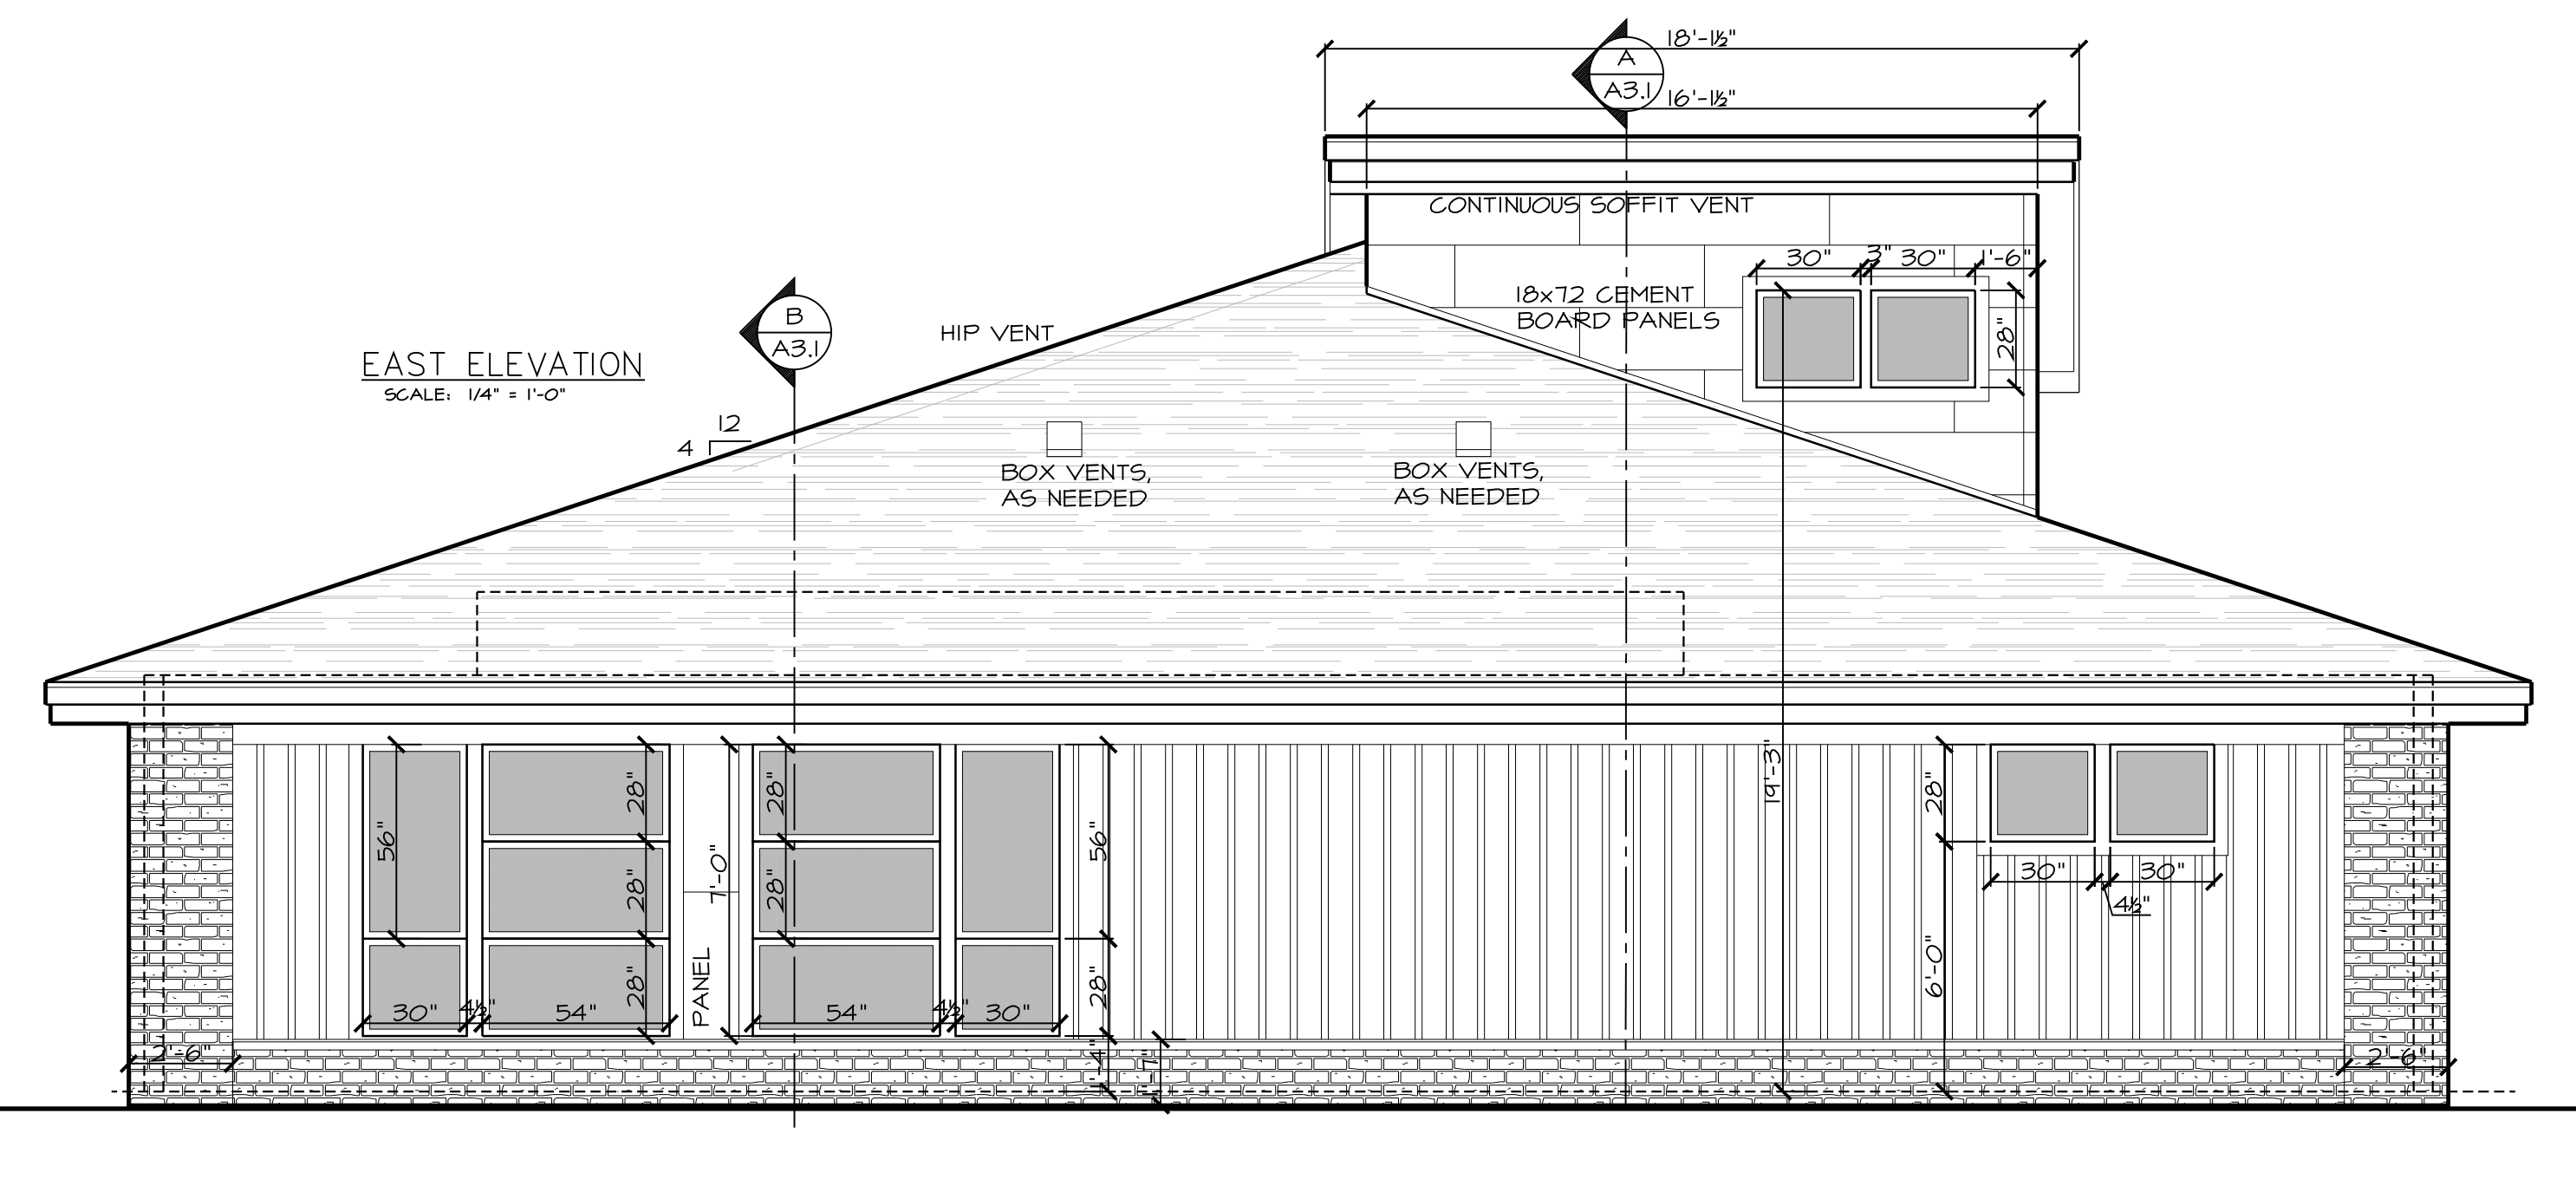 18'-1½"
A
A3.1
16'-1½"
CONTINUOUS SOFFIT VENT
30"
3"
30"
1'-6"
18x72 CEMENT
BOARD PANELS
28"
B
A3.1
HIP VENT
EAST ELEVATION
SCALE: 1/4" = 1'-0"
12
4
BOX VENTS,
AS NEEDED
BOX VENTS,
AS NEEDED
19'-3"
56"
28"
28"
28"
7'-0"
PANEL
28"
28"
56"
28"
1'-4"
1'-7"
30"
4½"
54"
54"
4½"
30"
2'-6"
28"
6'-0"
30"
30"
4½"
2'-6"